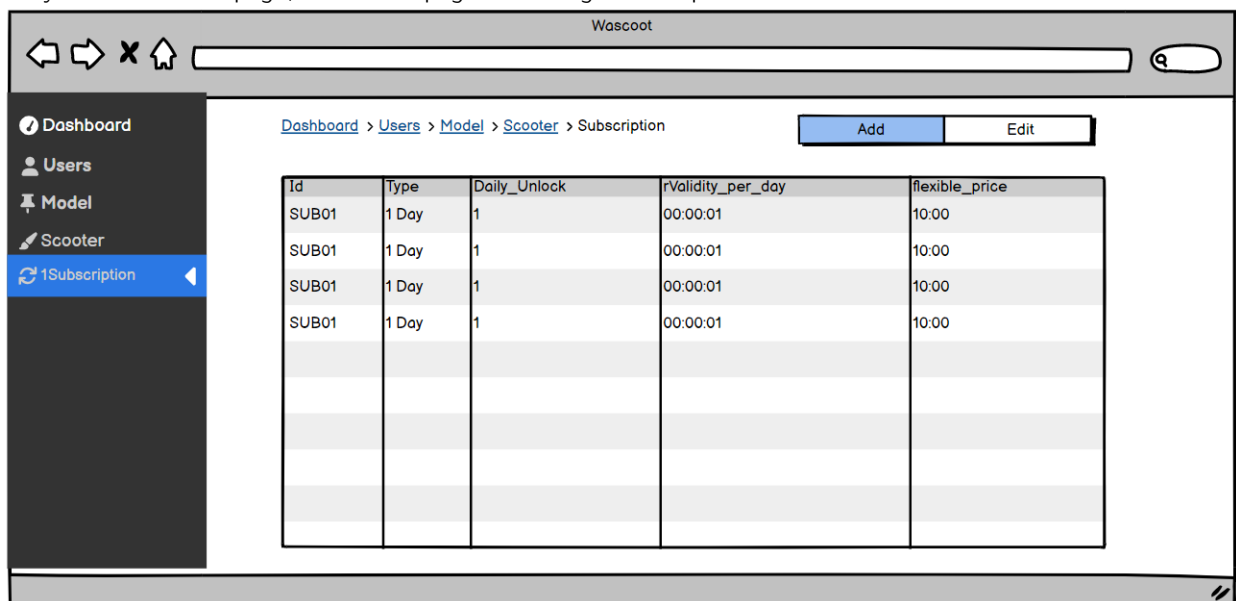 Wascoot
Dashboard
Users
Model
Scooter
1Subscription
Dashboard > Users > Model > Scooter > Subscription
Add Edit
Id Type Daily_Unlock rValidity_per_day flexible_price
SUB01 1 Day 1 00:00:01 10:00
SUB01 1 Day 1 00:00:01 10:00
SUB01 1 Day 1 00:00:01 10:00
SUB01 1 Day 1 00:00:01 10:00